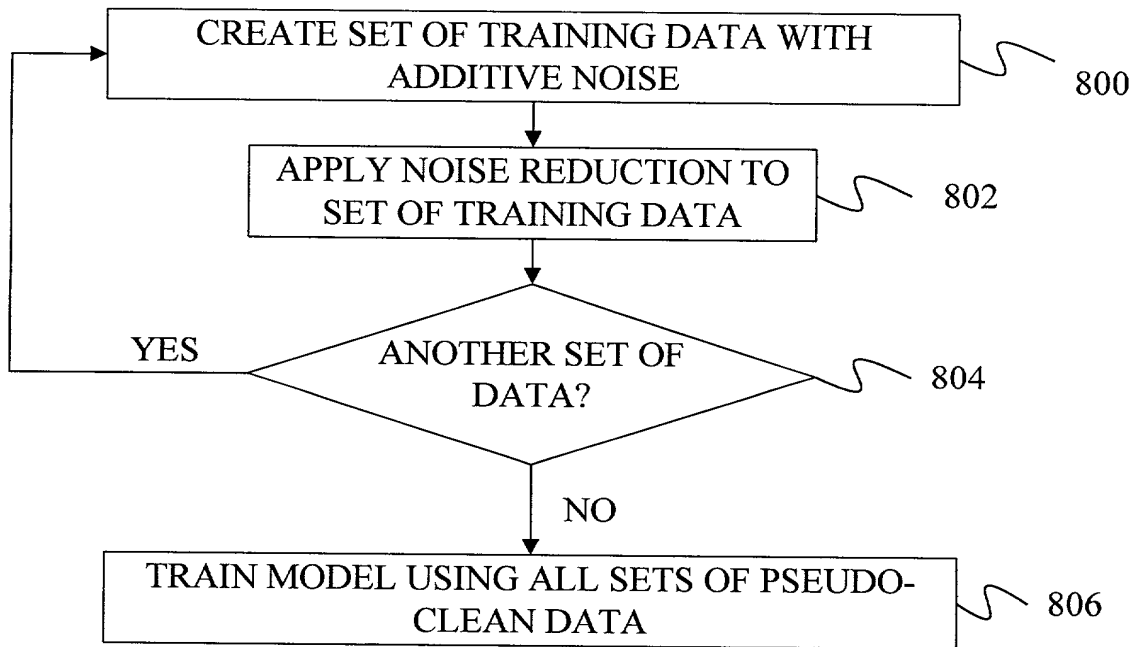 CREATE SET OF TRAINING DATA WITH
ADDITIVE NOISE
800
APPLY NOISE REDUCTION TO
SET OF TRAINING DATA
802
YES
ANOTHER SET OF
DATA?
804
NO
TRAIN MODEL USING ALL SETS OF PSEUDO-
CLEAN DATA
806